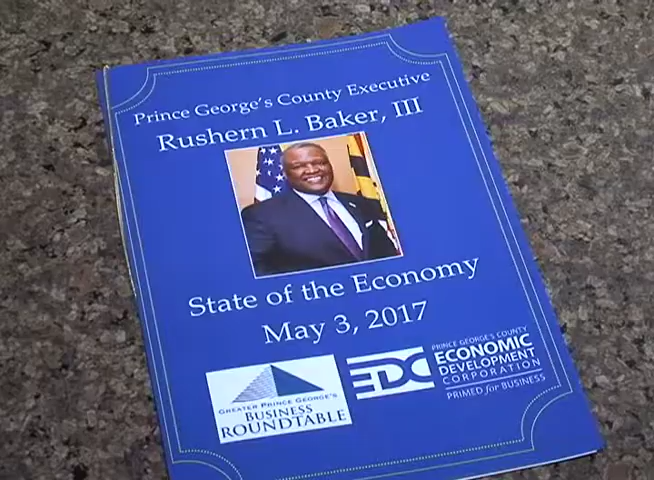 Prince George's County Executive
Rushern L. Baker, III
State of the Economy
May 3, 2017
Greater Prince George's
Business
Roundtable
EDC
Prince George's County
Economic
Development
Corporation
Primed for Business